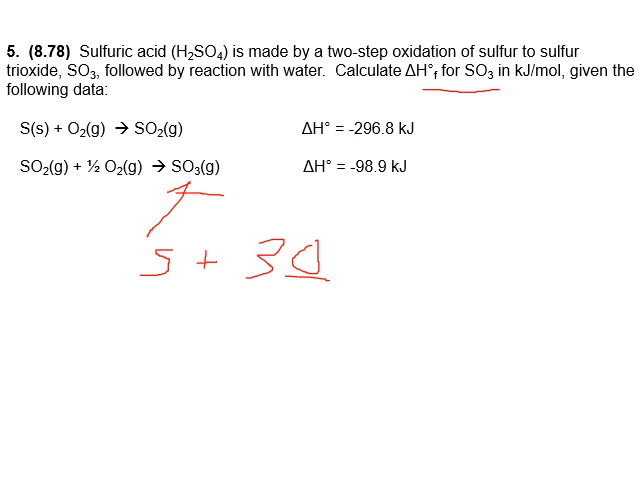 5. (8.78) Sulfuric acid (H₂SO₄) is made by a two-step oxidation of sulfur to sulfur
trioxide, SO₃, followed by reaction with water. Calculate ΔH°f for SO₃ in kJ/mol, given the
following data:
S(s) + O₂(g) → SO₂(g) ΔH° = -296.8 kJ
SO₂(g) + ½ O₂(g) → SO₃(g) ΔH° = -98.9 kJ
S + 3O